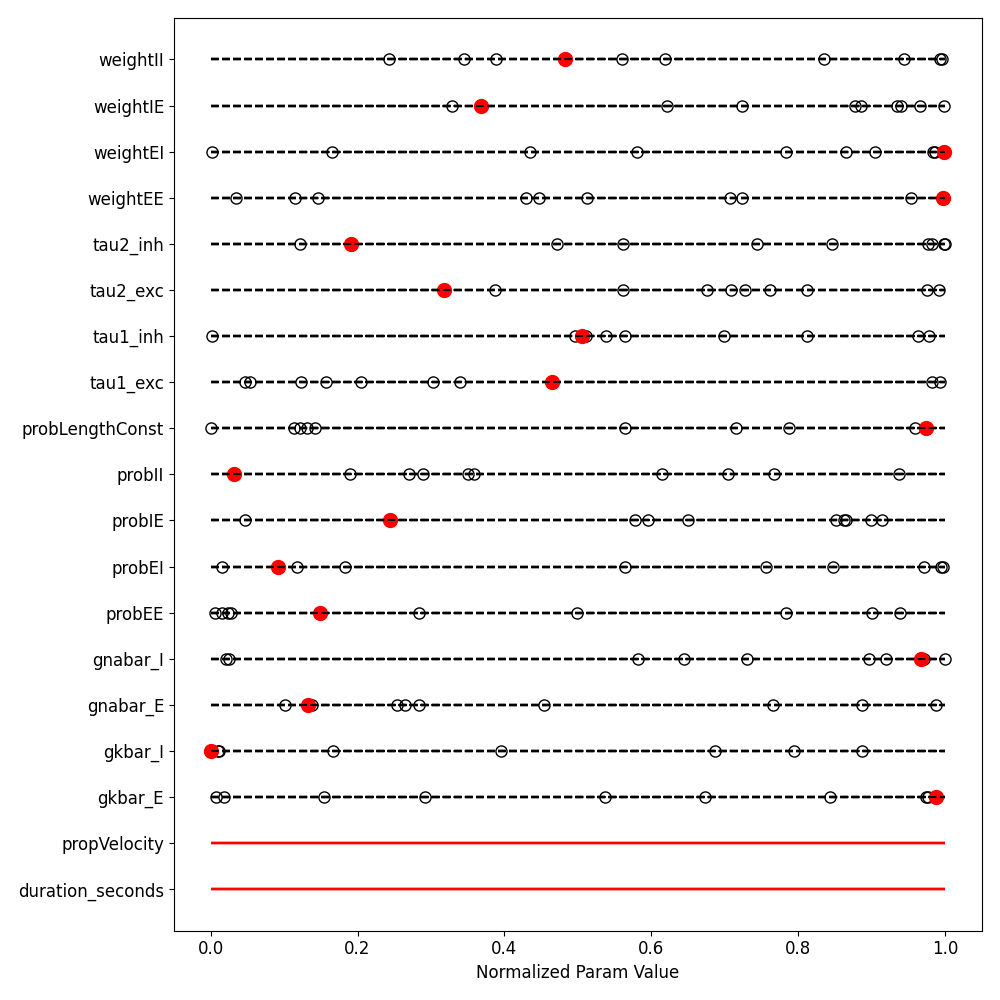 weightII
weightIE
weightEI
weightEE
tau2_inh
tau2_exc
tau1_inh
tau1_exc
probLengthConst
probII
probIE
probEI
probEE
gnabar_I
gnabar_E
gkbar_I
gkbar_E
propVelocity
duration_seconds
0.0 0.2 0.4 0.6 0.8 1.0
Normalized Param Value